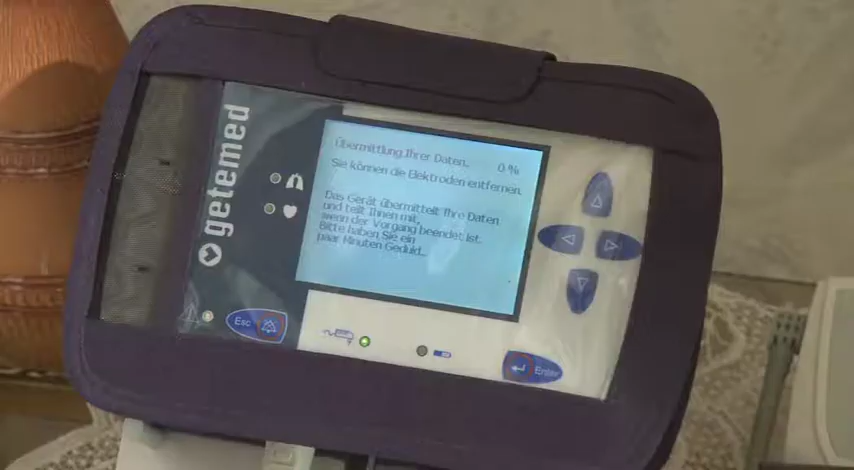 getemed
Übermittlung Ihrer Daten. 0 %
Sie können die Elektroden entfernen.
Das Gerät übermittelt Ihre Daten
und teilt Ihnen mit,
wenn der Vorgang beendet ist.
Bitte haben Sie ein
paar Minuten Geduld...
Esc
Enter